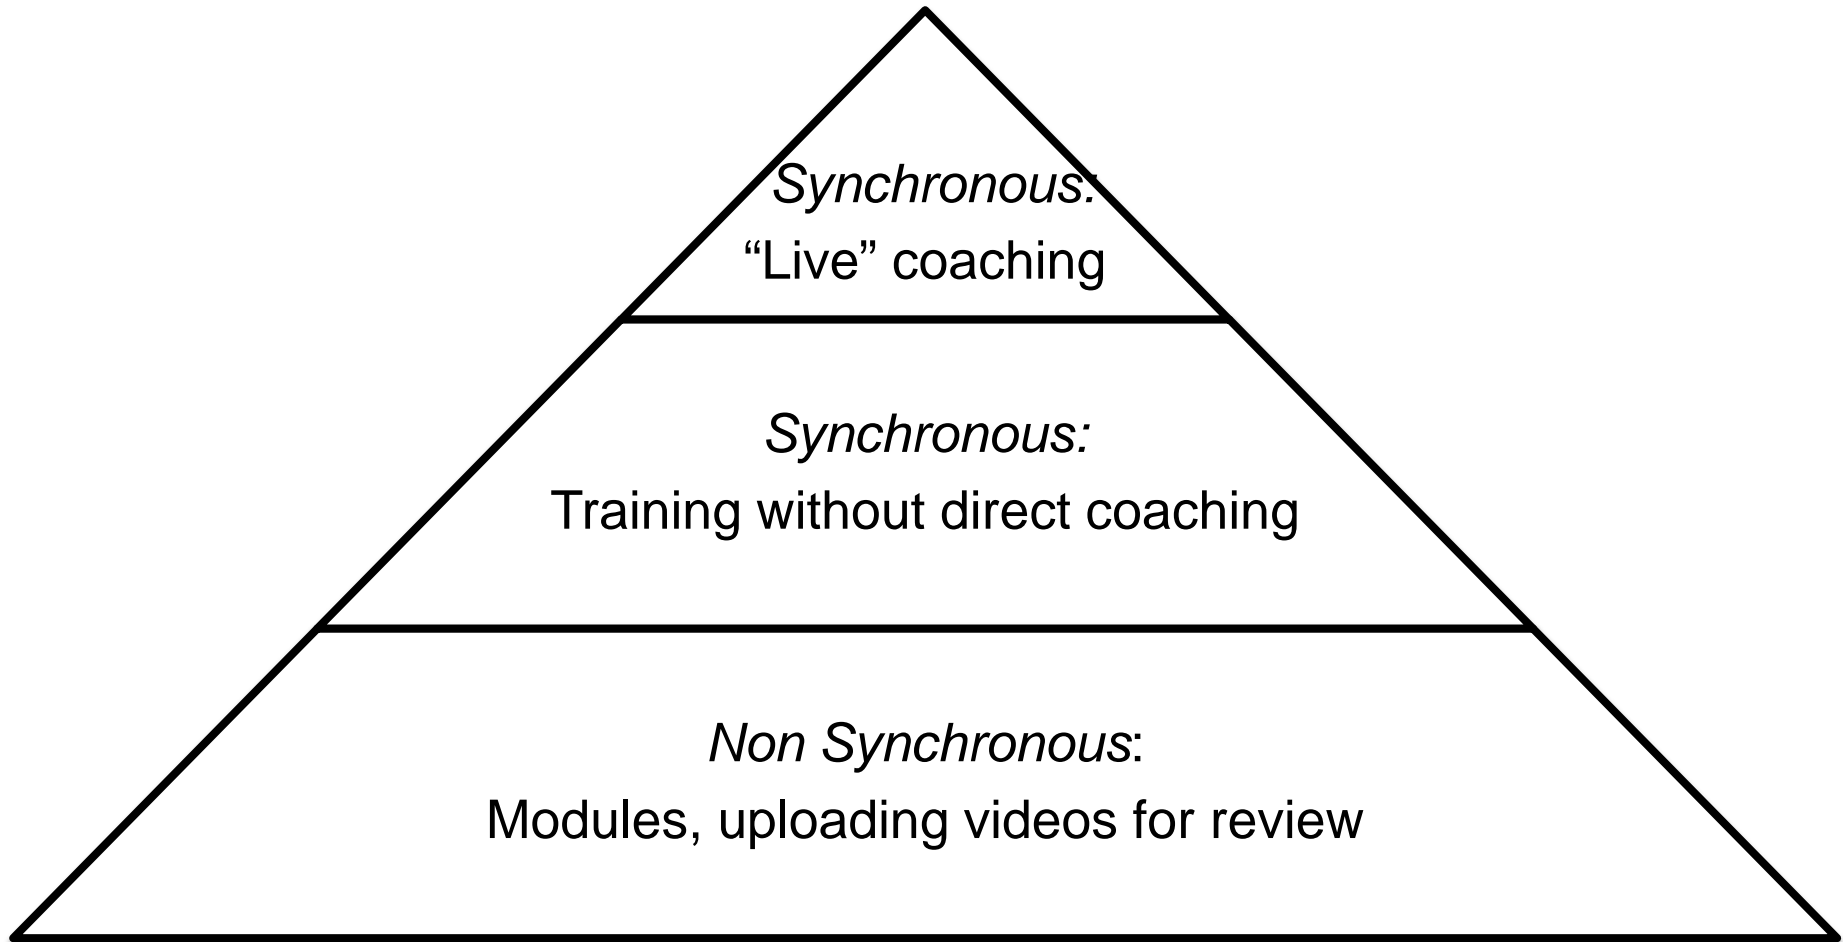 Synchronous:
“Live” coaching
Synchronous:
Training without direct coaching
Non Synchronous:
Modules, uploading videos for review